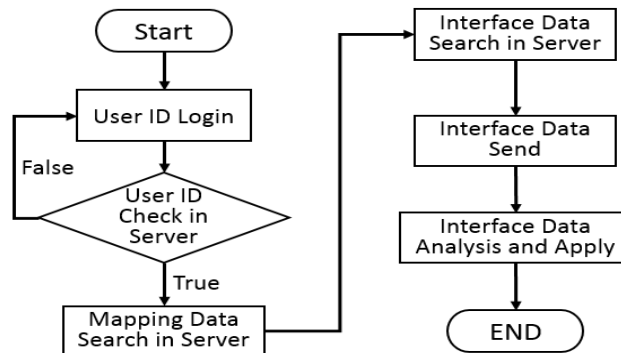 Start
User ID Login
False
User ID
Check in
Server
True
Mapping Data
Search in Server
Interface Data
Search in Server
Interface Data
Send
Interface Data
Analysis and Apply
END